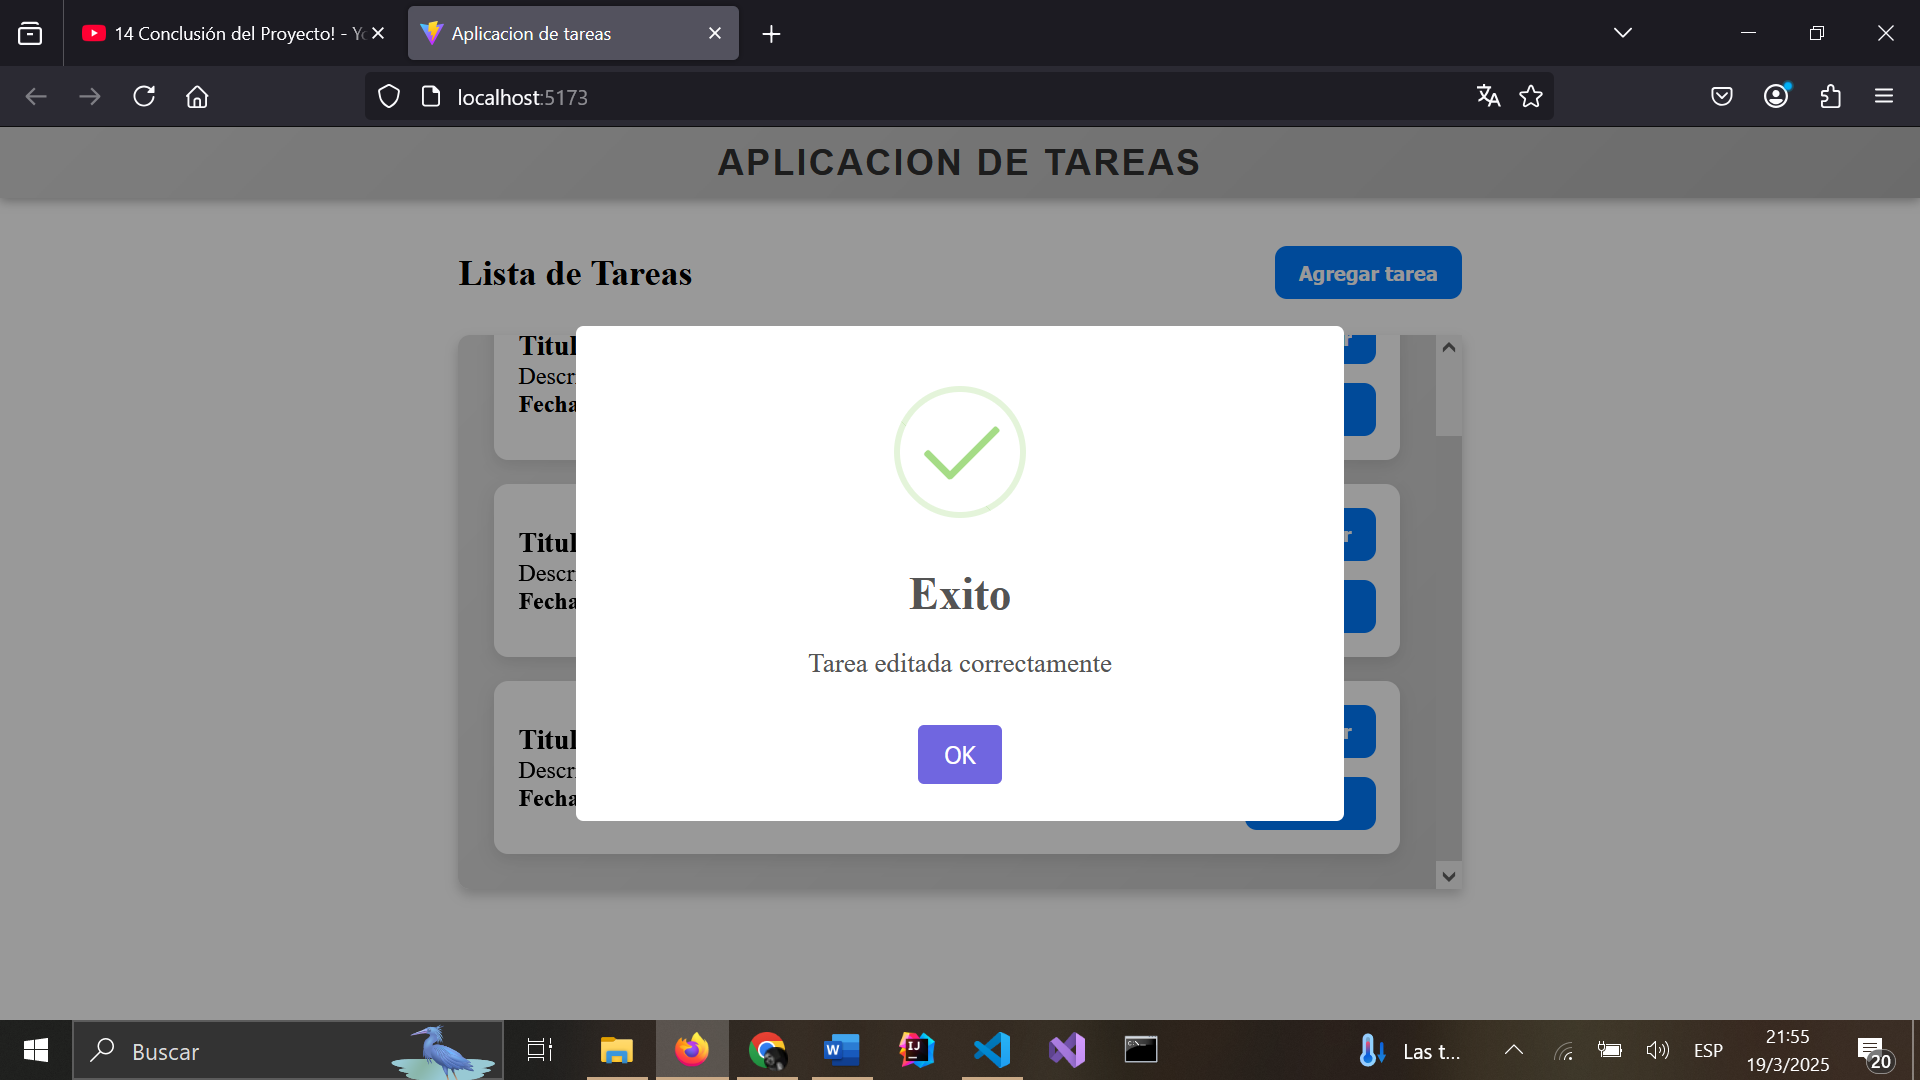 14 Conclusión del Proyecto! - Yo
Aplicacion de tareas
localhost:5173
APLICACION DE TAREAS
Lista de Tareas
Agregar tarea
Titul
Descr
Fecha
r
Titul
Descr
Fecha
r
Titul
Descr
Fecha
r
Exito
Tarea editada correctamente
OK
Buscar
Las t...
ESP
21:55
19/3/2025
20